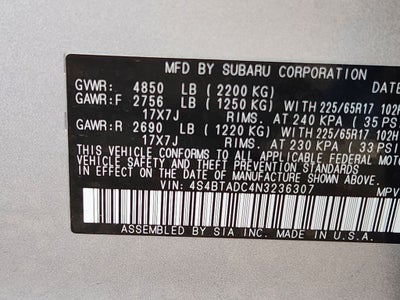 MFD BY SUBARU CORPORATION DATE
GVWR: 4850 LB (2200 KG)
GAWR:F 2756 LB (1250 KG) WITH 225/65R17 102H
17X7J RIMS, AT 240 KPA (35 PSI
GAWR:R 2690 LB (1220 KG) WITH 225/65R17 102H
17X7J RIMS, AT 230 KPA (33 PSI
THIS VEHICLE CONFORMS TO ALL APPLICABLE FEDERAL MOTOR
VEHICLE SAFETY AND THEFT PREVENTION STANDARDS IN
EFFECT ON THE DATE OF MANUFACTURE SHOWN ABOVE.
VIN: 4S4BTADC4N3236307 MPV
ASSEMBLED BY SIA INC. MADE IN U.S.A.